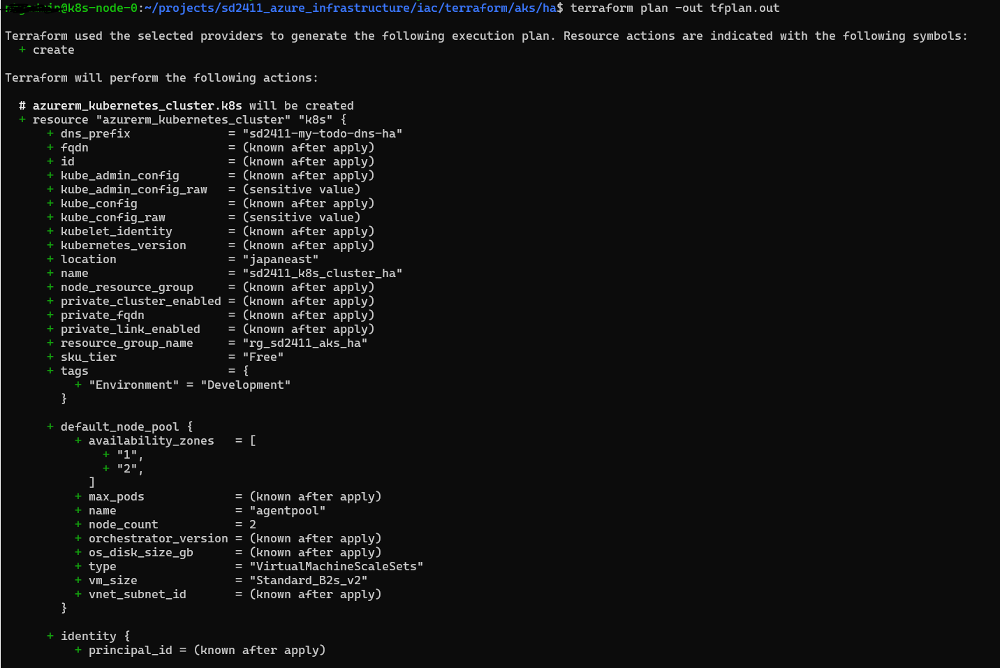 @k8s-node-0:~/projects/sd2411_azure_infrastructure/iac/terraform/aks/ha$ terraform plan -out tfplan.out
Terraform used the selected providers to generate the following execution plan. Resource actions are indicated with the following symbols:
+ create
Terraform will perform the following actions:
# azurerm_kubernetes_cluster.k8s will be created
+ resource "azurerm_kubernetes_cluster" "k8s" {
+ dns_prefix = "sd2411-my-todo-dns-ha"
+ fqdn = (known after apply)
+ id = (known after apply)
+ kube_admin_config = (known after apply)
+ kube_admin_config_raw = (sensitive value)
+ kube_config = (known after apply)
+ kube_config_raw = (sensitive value)
+ kubelet_identity = (known after apply)
+ kubernetes_version = (known after apply)
+ location = "japaneast"
+ name = "sd2411_k8s_cluster_ha"
+ node_resource_group = (known after apply)
+ private_cluster_enabled = (known after apply)
+ private_fqdn = (known after apply)
+ private_link_enabled = (known after apply)
+ resource_group_name = "rg_sd2411_aks_ha"
+ sku_tier = "Free"
+ tags = {
+ "Environment" = "Development"
}
+ default_node_pool {
+ availability_zones = [
+ "1",
+ "2",
]
+ max_pods = (known after apply)
+ name = "agentpool"
+ node_count = 2
+ orchestrator_version = (known after apply)
+ os_disk_size_gb = (known after apply)
+ type = "VirtualMachineScaleSets"
+ vm_size = "Standard_B2s_v2"
+ vnet_subnet_id = (known after apply)
}
+ identity {
+ principal_id = (known after apply)